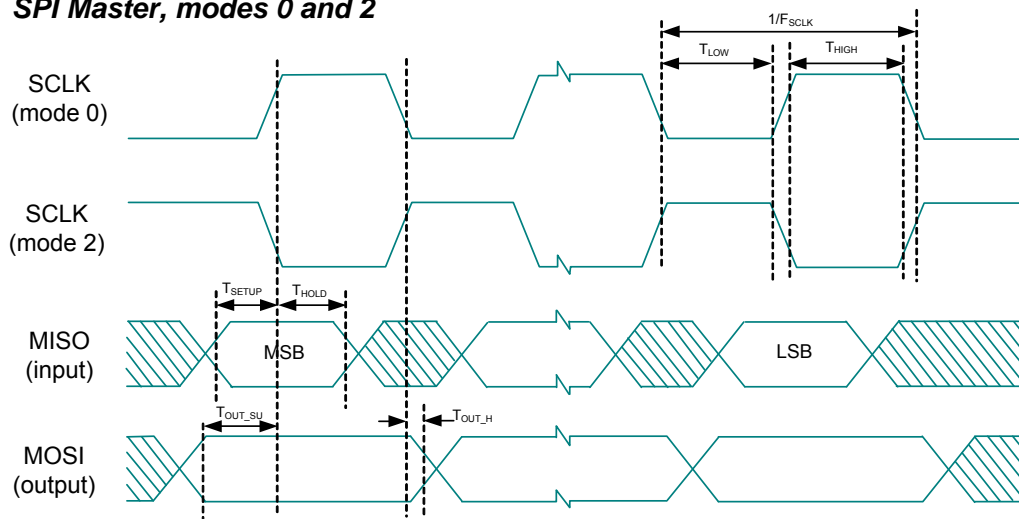 SPI Master, modes 0 and 2
1/FSCLK
TLOW
THIGH
SCLK
(mode 0)
SCLK
(mode 2)
TSETUP
THOLD
MISO
(input)
MSB
LSB
TOUT_SU
TOUT_H
MOSI
(output)